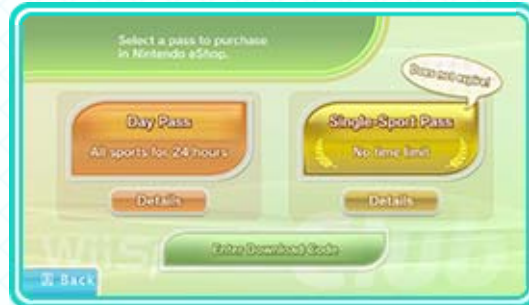 Select a pass to purchase
in Nintendo eShop.
Does not expire!
Day Pass
All sports for 24 hours
Single-Sport Pass
No time limit
Details
Details
Enter Download Code
Back